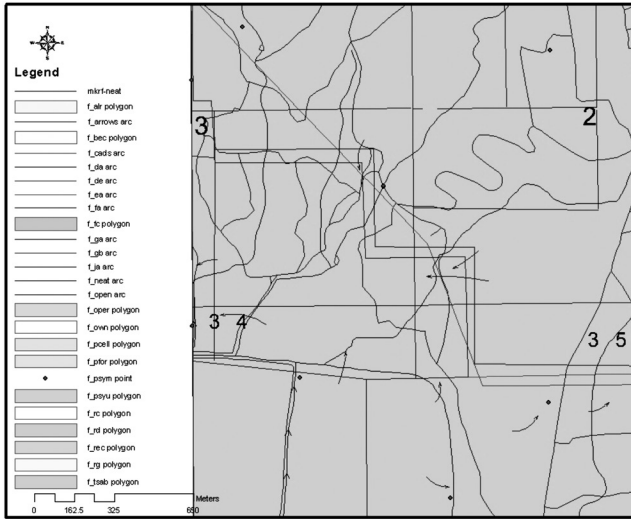 N
W E
S
Legend
mkrf-neat
f_alr polygon
f_arrows arc
f_bec polygon
f_cads arc
f_da arc
f_de arc
f_ea arc
f_fa arc
f_fc polygon
f_ga arc
f_gb arc
f_ja arc
f_neat arc
f_open arc
f_oper polygon
f_own polygon
f_pcell polygon
f_pfor polygon
f_psym point
f_psyu polygon
f_rc polygon
f_rd polygon
f_rec polygon
f_rg polygon
f_tsab polygon
Meters
0 162.5 325 650
2
3
3 4
3 5